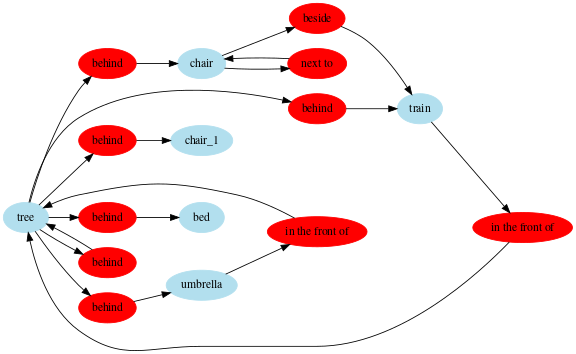 beside
behind
chair
next to
behind
train
behind
chair_1
tree
behind
bed
in the front of
in the front of
behind
umbrella
behind